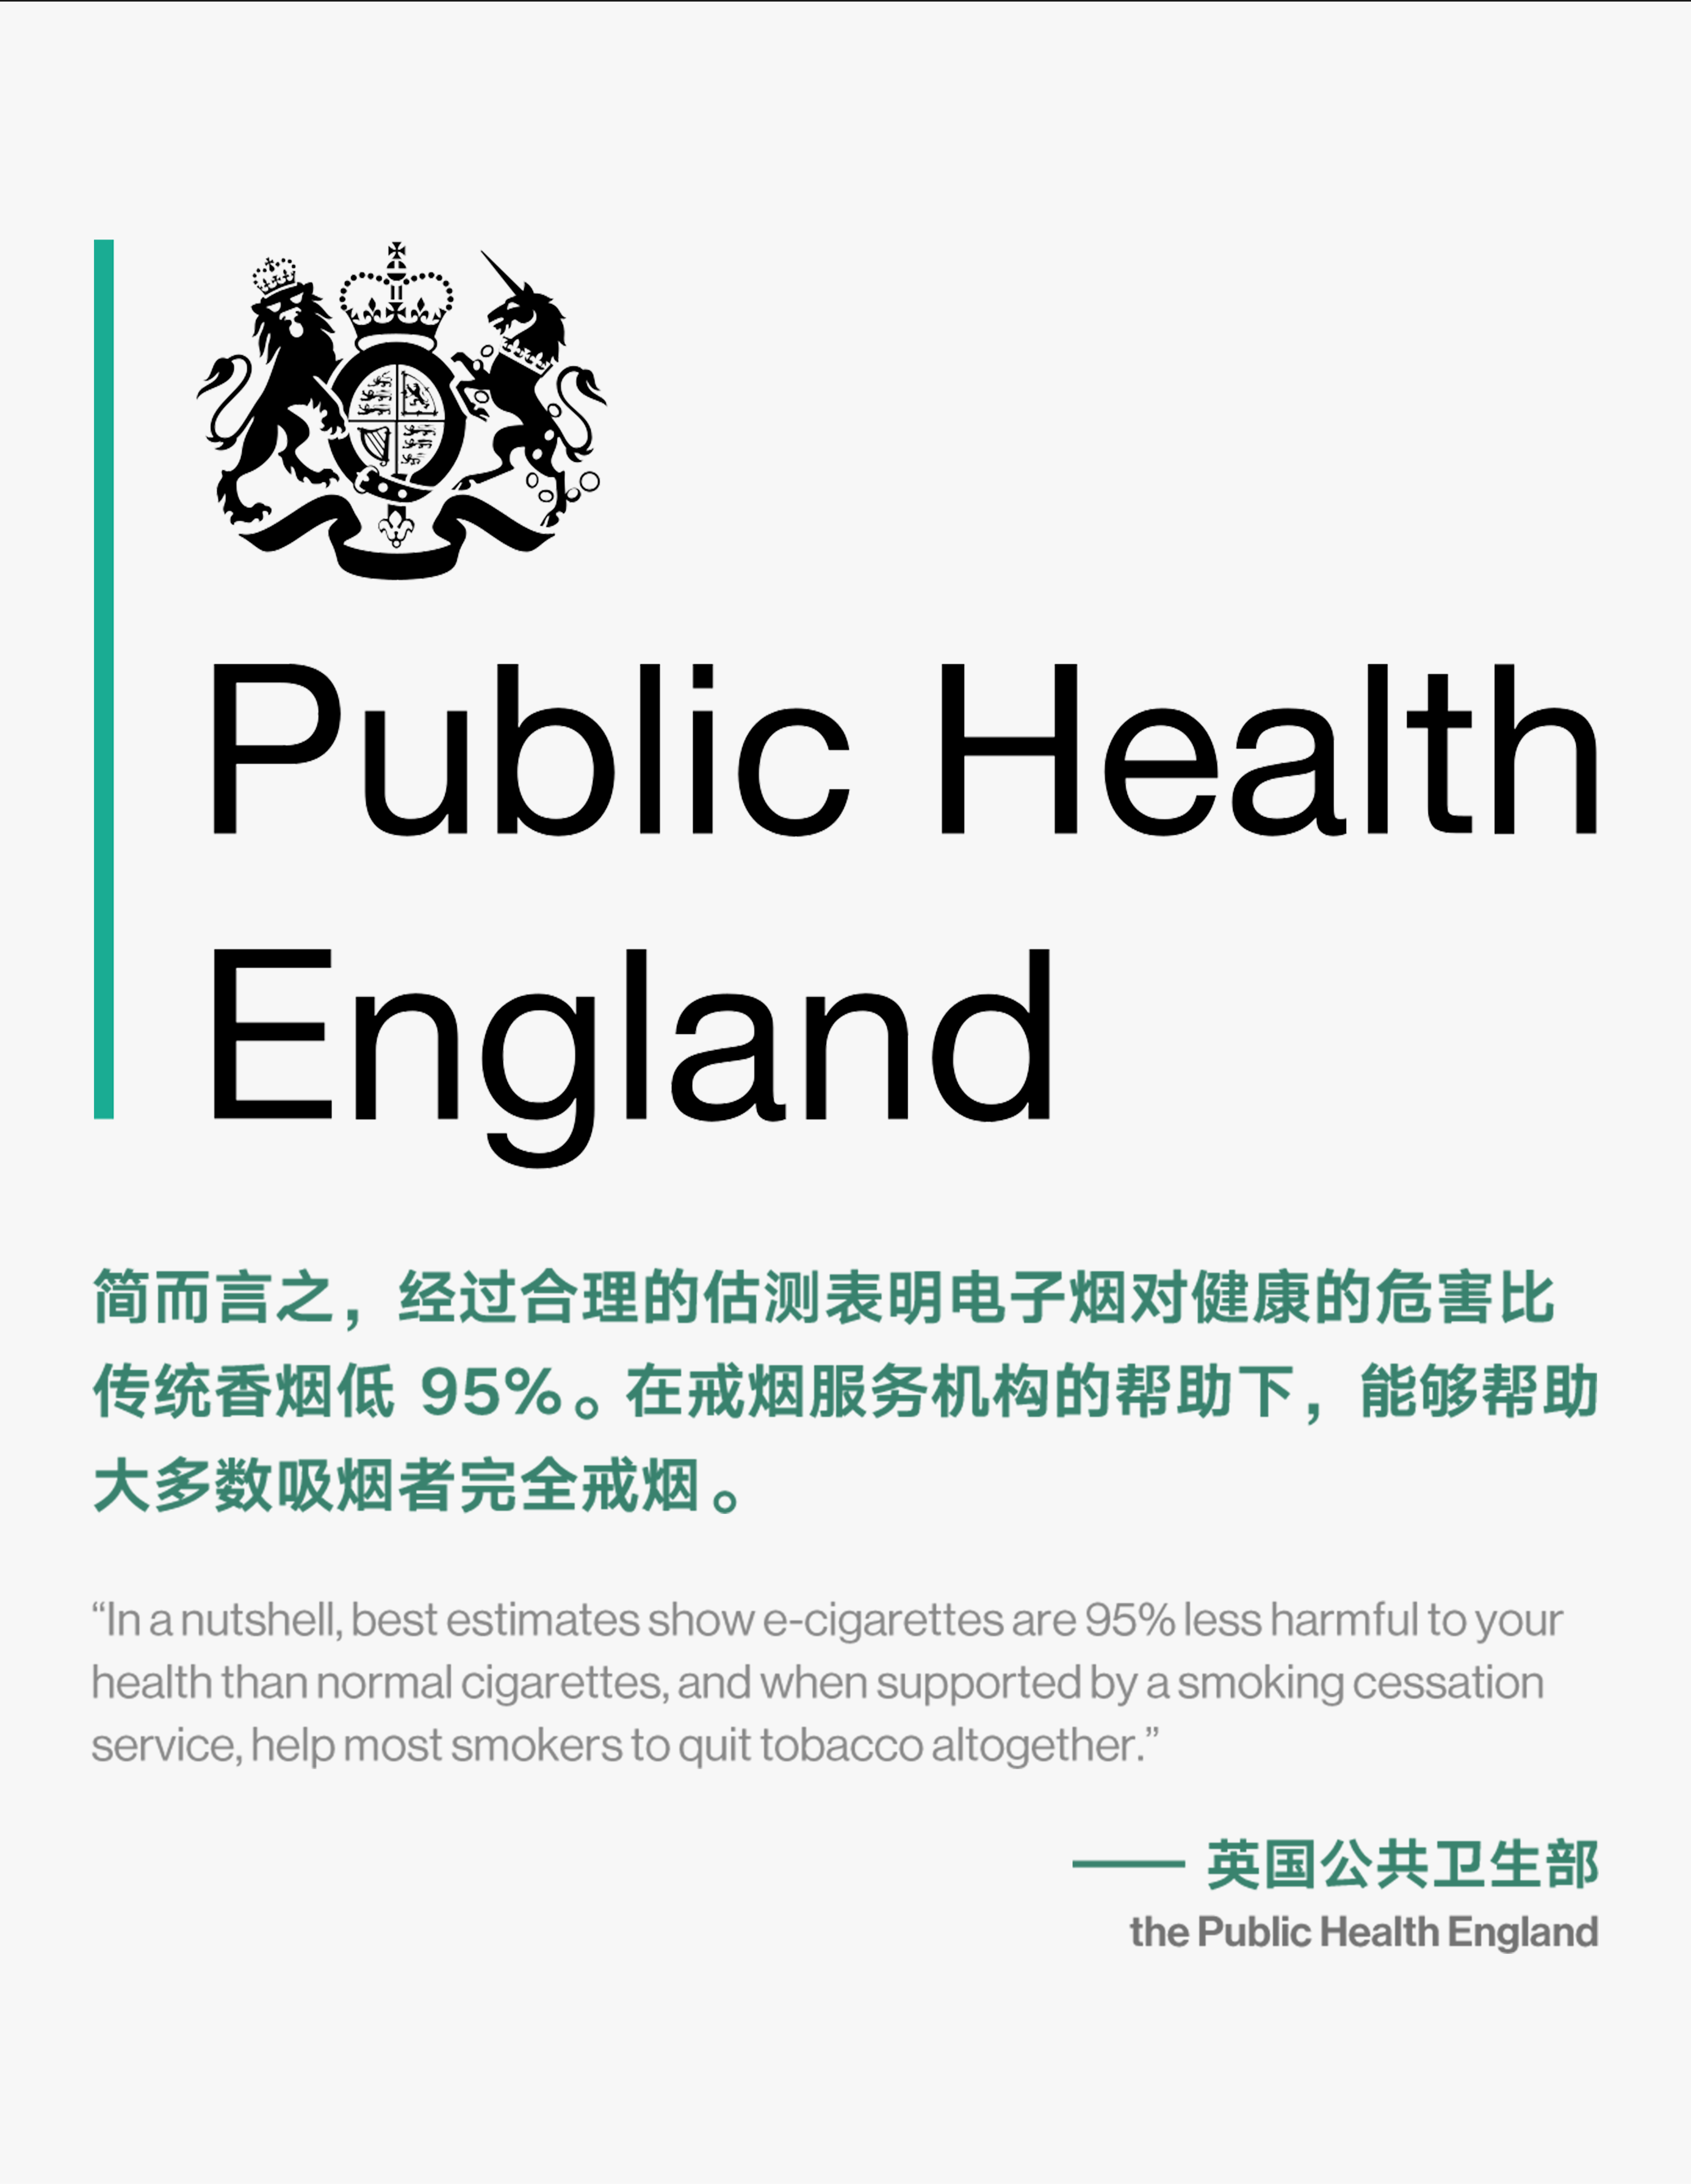 Public Health
England
简而言之，经过合理的估测表明电子烟对健康的危害比
传统香烟低 95%。在戒烟服务机构的帮助下，能够帮助
大多数吸烟者完全戒烟。
“In a nutshell, best estimates show e-cigarettes are 95% less harmful to your
health than normal cigarettes, and when supported by a smoking cessation
service, help most smokers to quit tobacco altogether.”
—— 英国公共卫生部
the Public Health England